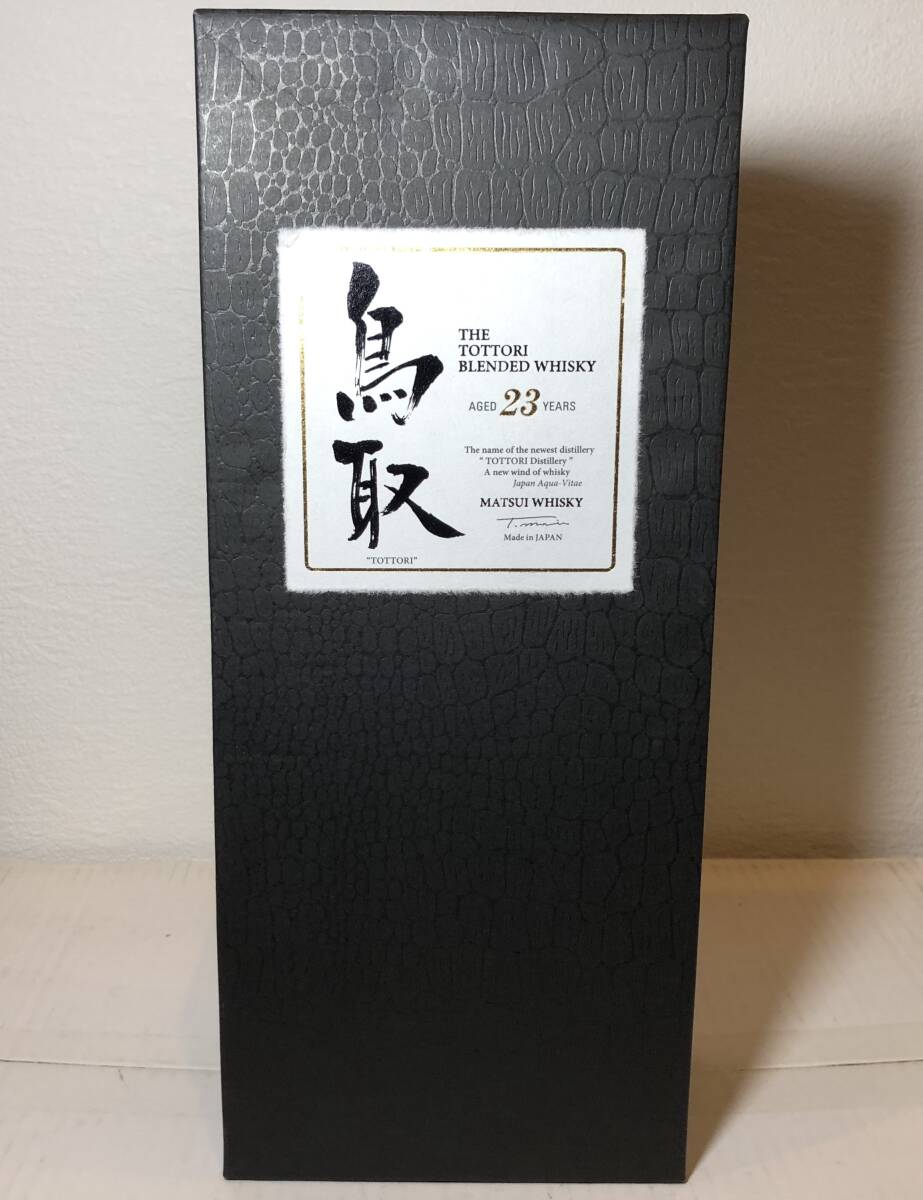 鳥取
"TOTTORI"
THE
TOTTORI
BLENDED WHISKY
AGED 23 YEARS
The name of the newest distillery
" TOTTORI Distillery "
A new wind of whisky
Japan Aqua-Vitae
MATSUI WHISKY
Made in JAPAN